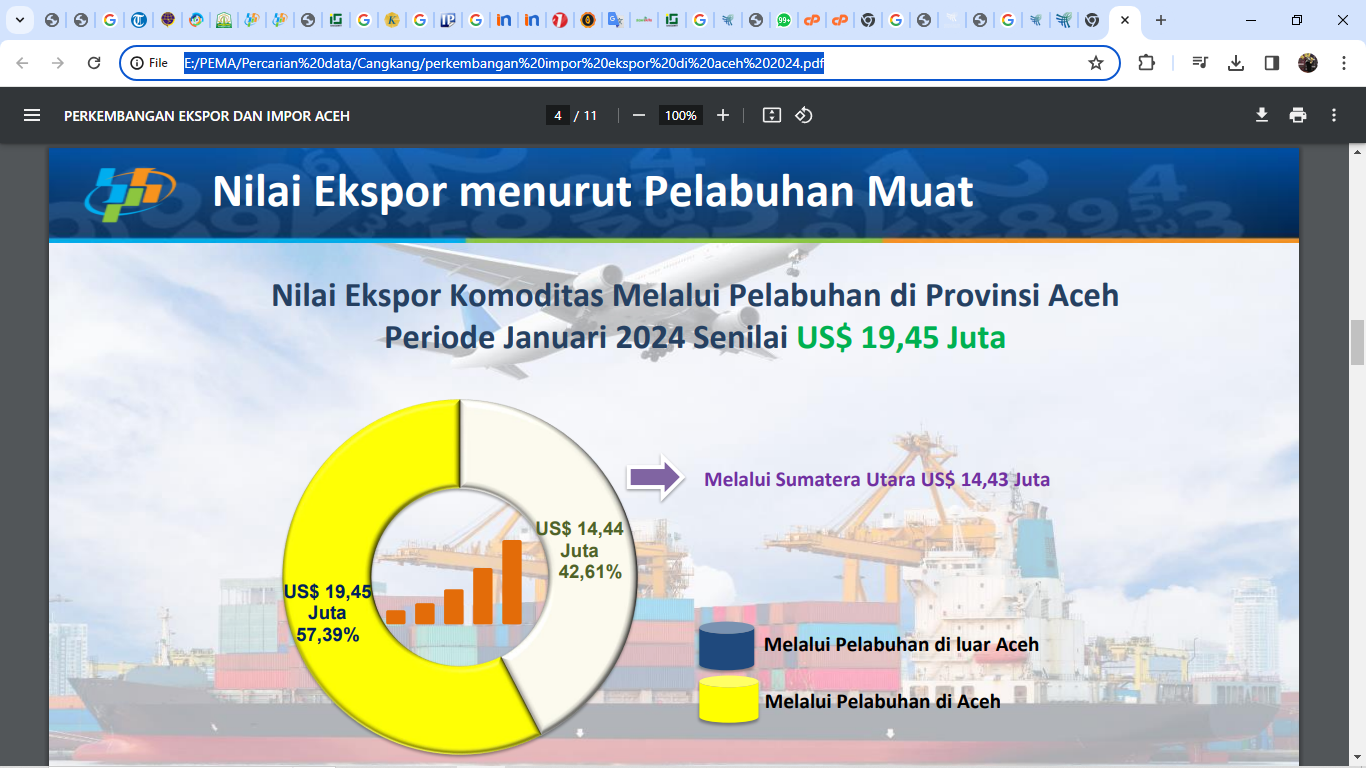 File
E:/PEMA/Percarian%20data/Cangkang/perkembangan%20impor%20ekspor%20di%20aceh%202024.pdf
PERKEMBANGAN EKSPOR DAN IMPOR ACEH
4 / 11
100%
Nilai Ekspor menurut Pelabuhan Muat
Nilai Ekspor Komoditas Melalui Pelabuhan di Provinsi Aceh
Periode Januari 2024 Senilai US$ 19,45 Juta
Melalui Sumatera Utara US$ 14,43 Juta
US$ 14,44
Juta
42,61%
US$ 19,45
Juta
57,39%
Melalui Pelabuhan di luar Aceh
Melalui Pelabuhan di Aceh